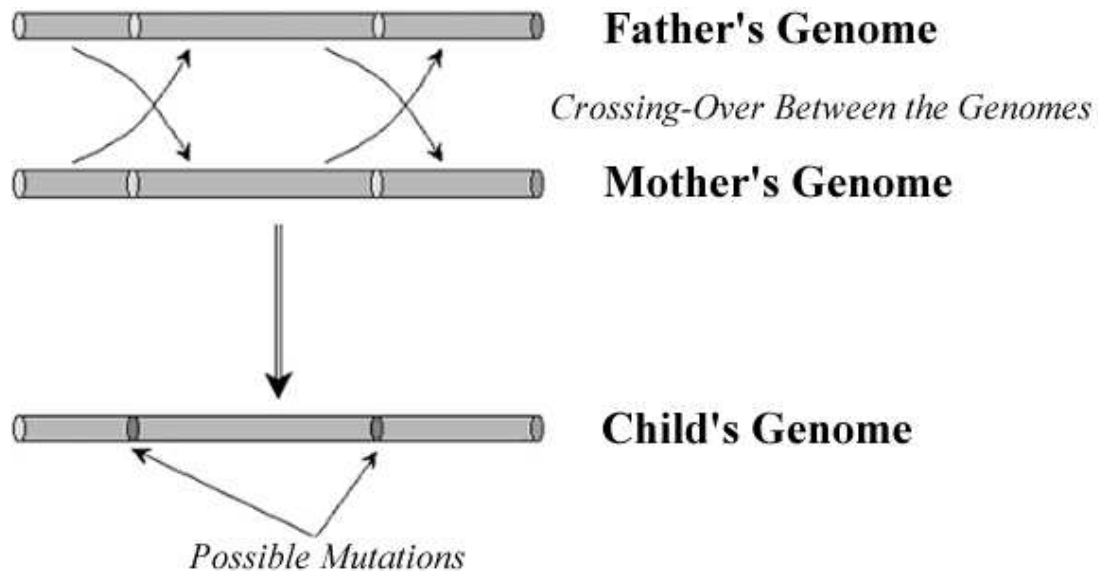 Father's Genome
Crossing-Over Between the Genomes
Mother's Genome
Child's Genome
Possible Mutations